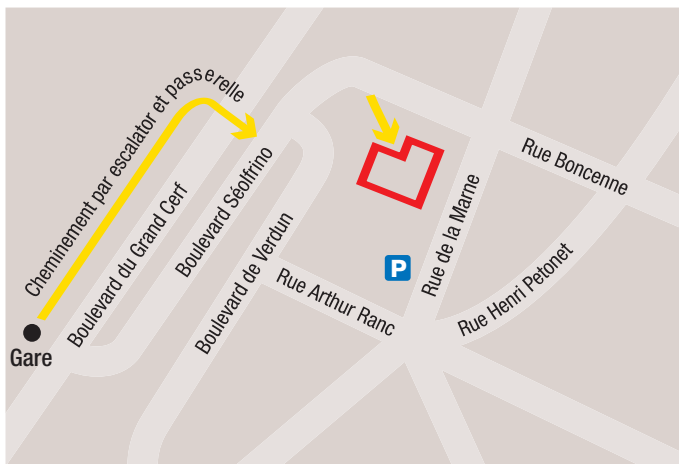 Cheminement par escalator et passerelle
Boulevard du Grand Cerf
Boulevard Séolfrino
Boulevard de Verdun
Rue Boncenne
Rue de la Marne
P
Rue Arthur Ranc
Rue Henri Petonet
Gare